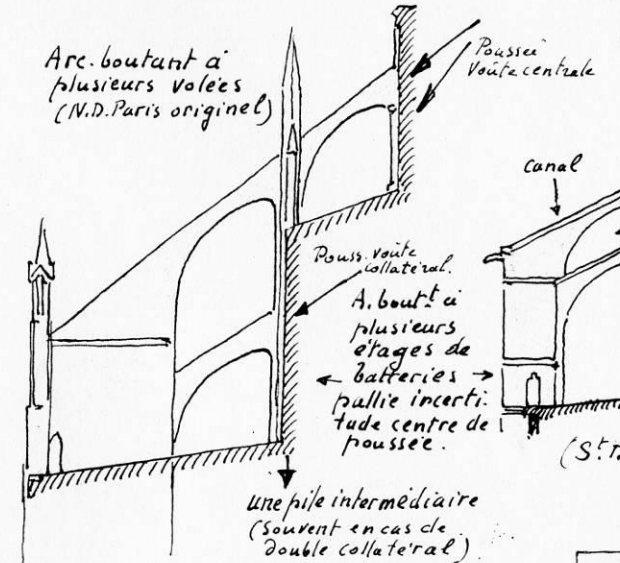 Arc-boutant à
plusieurs volées
(N.D. Paris originel)
Poussée
Voûte centrale
canal
Pouss. voûte
collatéral.
A. bout^t à
plusieurs
étages de
batteries
pallie incerti-
tude centre de
poussée.
(S^t.
une pile intermédiaire
(Souvent en cas de
double collatéral)